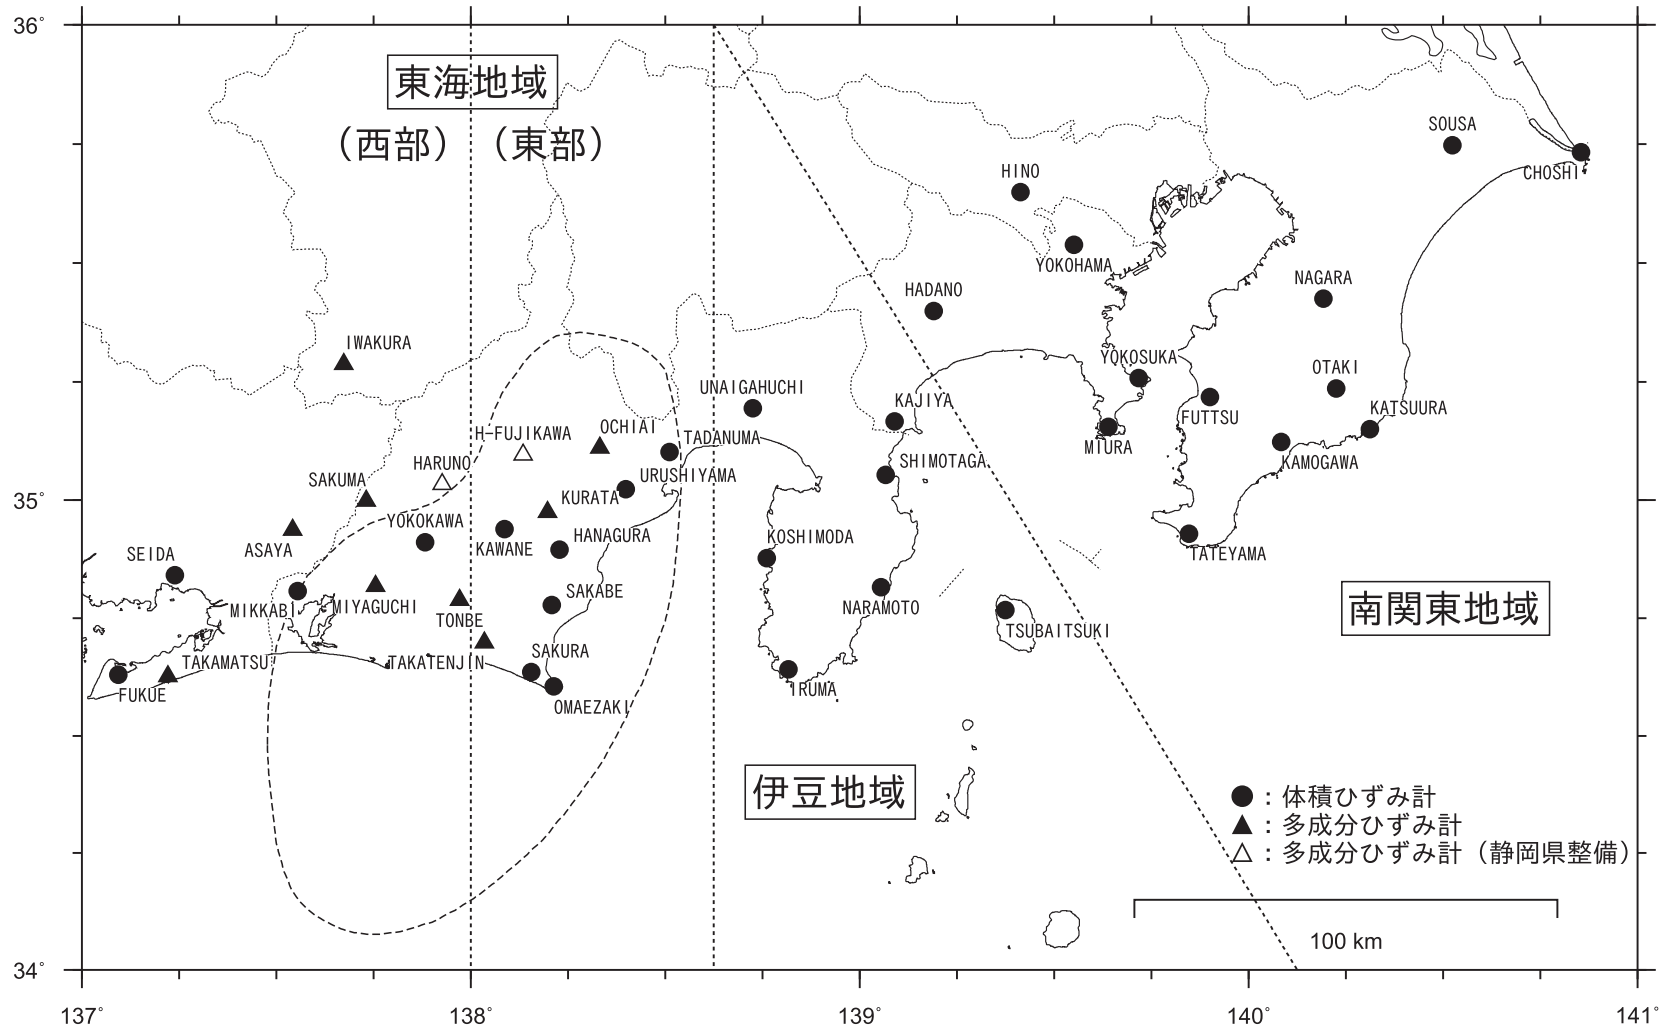 36°
東海地域
（西部）
（東部）
SOUSA
CHOSHI
HINO
YOKOHAMA
HADANO
NAGARA
IWAKURA
YOKOSUKA
OTAKI
UNAIGAHUCHI
KAJIYA
FUTTSU
KATSUURA
H-FUJIKAWA
OCHIAI
TADANUMA
MIURA
KAMOGAWA
HARUNO
SHIMOTAGA
SAKUMA
URUSHIYAMA
35°
KURATA
YOKOKAWA
HANAGURA
KOSHIMODA
ASAYA
KAWANE
TATEYAMA
SEIDA
SAKABE
MIKKABI
MIYAGUCHI
NARAMOTO
南関東地域
TONBE
TSUBAITSUKI
SAKURA
TAKAMATSU
TAKATENJIN
FUKUE
IRUMA
OMAEZAKI
伊豆地域
：体積ひずみ計
：多成分ひずみ計
：多成分ひずみ計（静岡県整備）
100 km
34°
137°
138°
139°
140°
141°